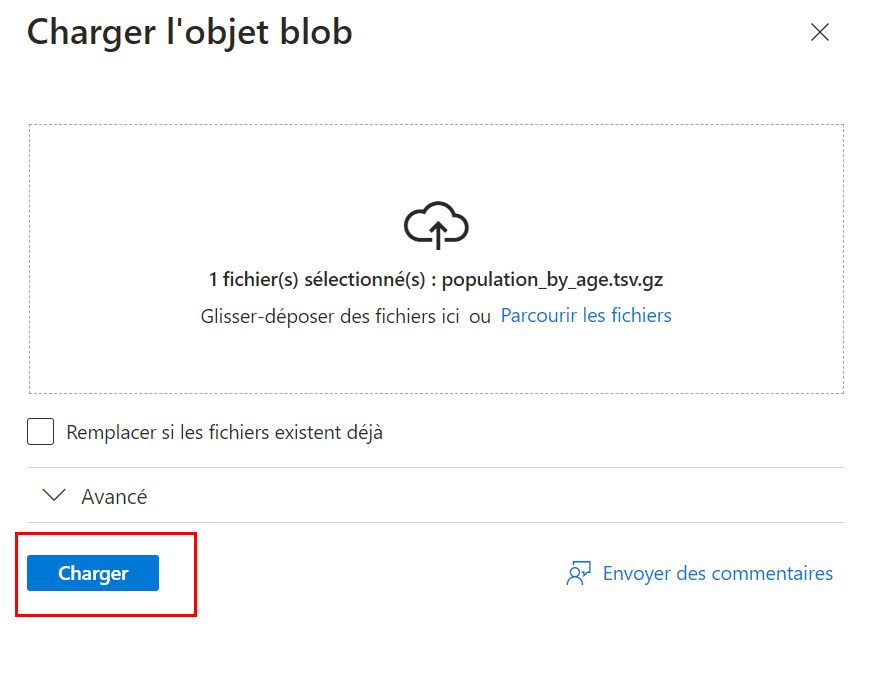 Charger l'objet blob
1 fichier(s) sélectionné(s) : population_by_age.tsv.gz
Glisser-déposer des fichiers ici ou Parcourir les fichiers
Remplacer si les fichiers existent déjà
Avancé
Charger
Envoyer des commentaires